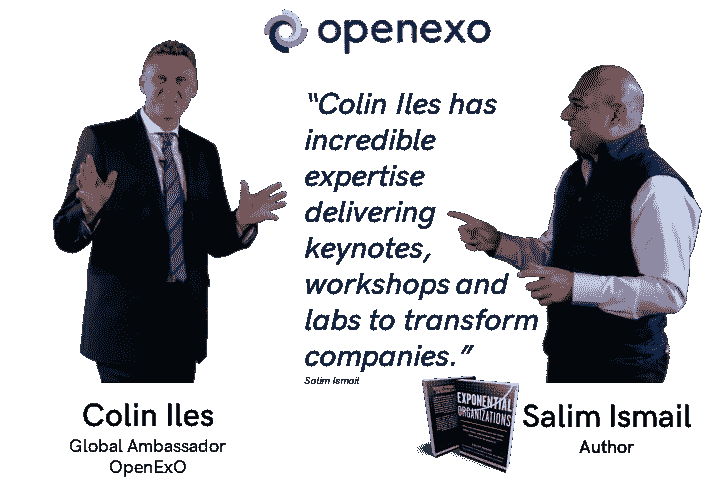 openexo
“Colin Iles has
incredible
expertise
delivering
keynotes,
workshops and
labs to transform
companies.”
Salim Ismail
Colin Iles
Global Ambassador
OpenExO
EXPONENTIAL
ORGANIZATIONS
Salim Ismail
Author